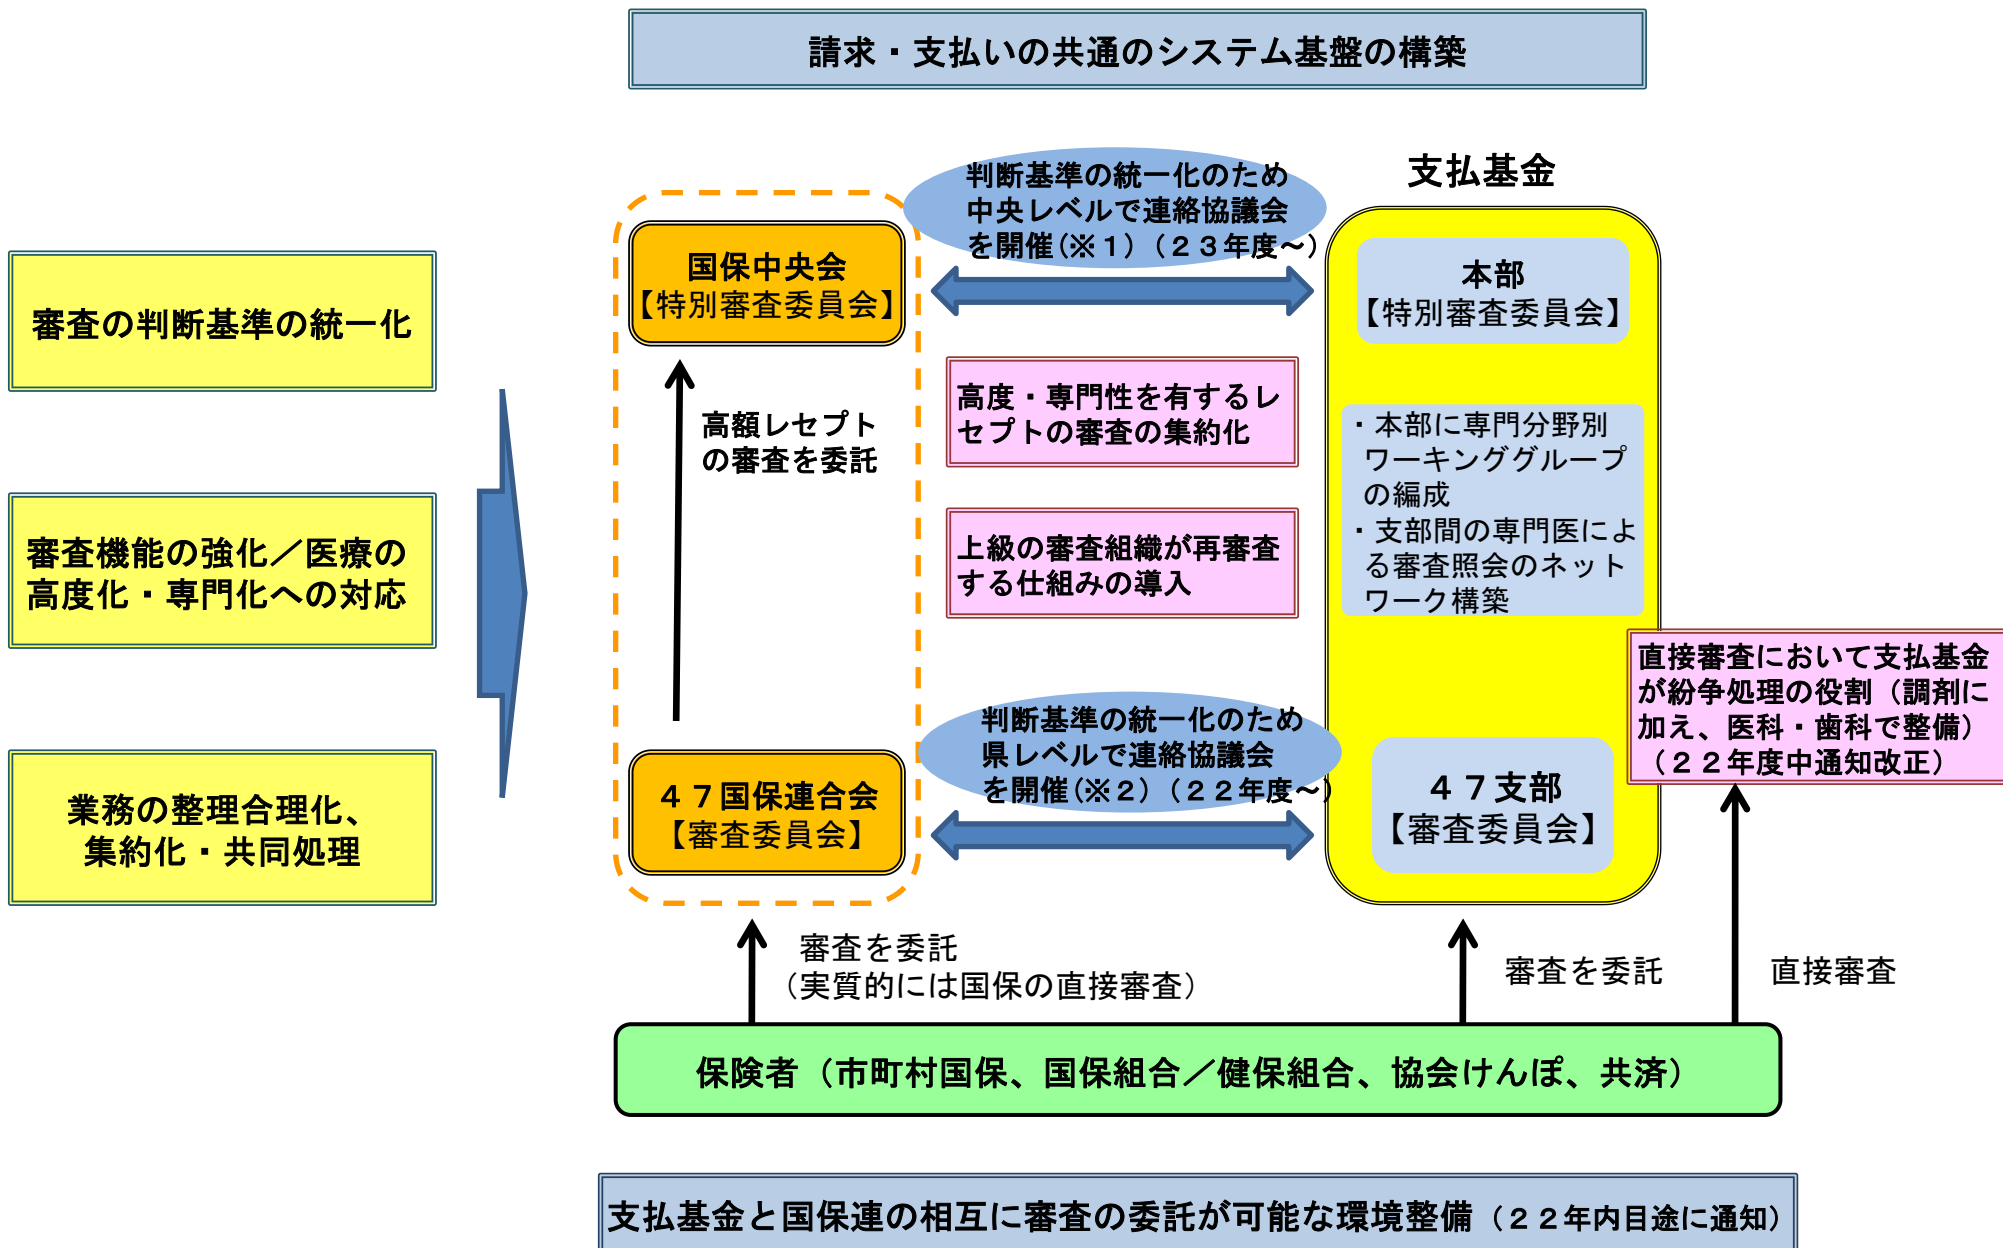 請求・支払いの共通のシステム基盤の構築
審査の判断基準の統一化
審査機能の強化／医療の
高度化・専門化への対応
業務の整理合理化、
集約化・共同処理
国保中央会
【特別審査委員会】
高額レセプト
の審査を委託
４７国保連合会
【審査委員会】
判断基準の統一化のため
中央レベルで連絡協議会
を開催(※１)（２３年度～）
高度・専門性を有するレ
セプトの審査の集約化
上級の審査組織が再審査
する仕組みの導入
判断基準の統一化のため
県レベルで連絡協議会
を開催(※２)（２２年度～）
支払基金
本部
【特別審査委員会】
・本部に専門分野別
ワーキンググループ
の編成
・支部間の専門医によ
る審査照会のネット
ワーク構築
４７支部
【審査委員会】
直接審査において支払基金
が紛争処理の役割（調剤に
加え、医科・歯科で整備）
（２２年度中通知改正）
審査を委託
（実質的には国保の直接審査）
審査を委託
直接審査
保険者（市町村国保、国保組合／健保組合、協会けんぽ、共済）
支払基金と国保連の相互に審査の委託が可能な環境整備（２２年内目途に通知）